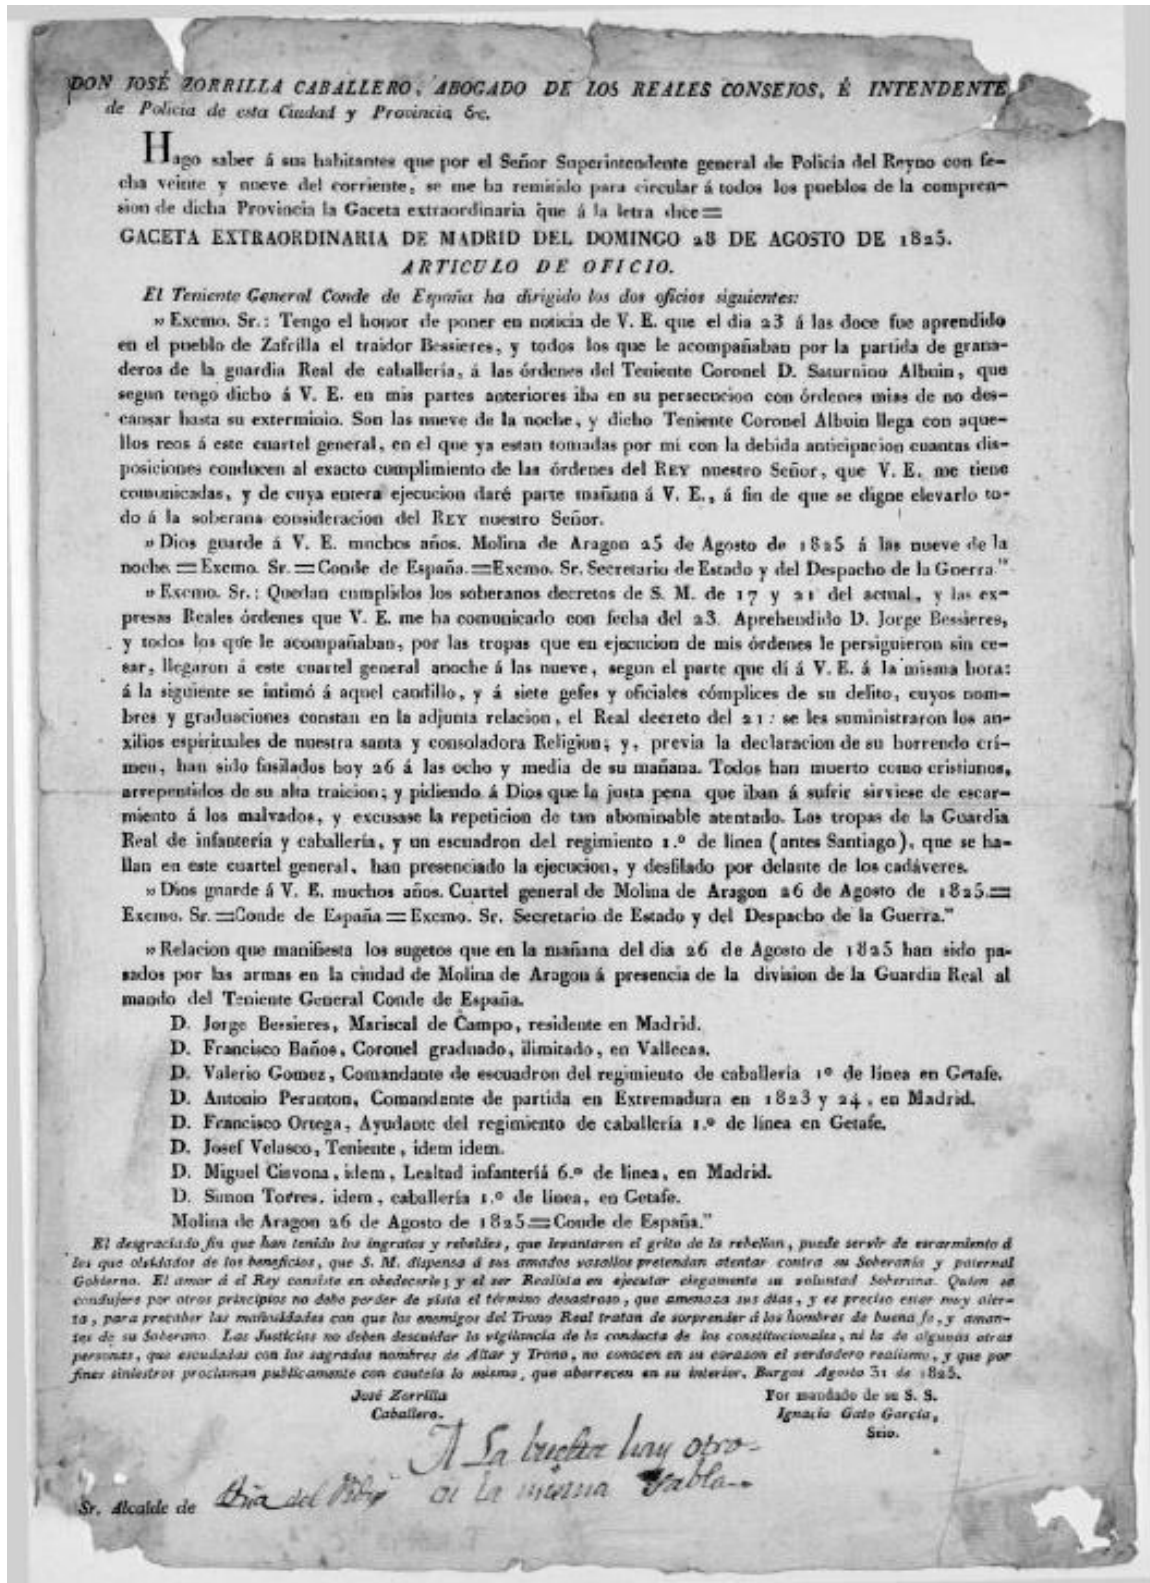 DON JOSÉ ZORRILLA CABALLERO, ABOGADO DE LOS REALES CONSEJOS, É INTENDENTE
de Policia de esta Ciudad y Provincia &c.
Hago saber á sus habitantes que por el Señor Superintendente general de Policia del Reyno con fe-
cha veinte y nueve del corriente, se me ha remitido para circular á todos los pueblos de la compren-
sion de dicha Provincia la Gaceta extraordinaria que á la letra dice=
GACETA EXTRAORDINARIA DE MADRID DEL DOMINGO 28 DE AGOSTO DE 1825.
ARTICULO DE OFICIO.
El Teniente General Conde de España ha dirigido los dos oficios siguientes:
"Excmo. Sr.: Tengo el honor de poner en noticia de V. E. que el dia 23 á las doce fue aprendido
en el pueblo de Zafrilla el traidor Bessieres, y todos los que le acompañaban por la partida de grana-
deros de la guardia Real de caballería, á las órdenes del Teniente Coronel D. Saturnino Albuin, que
segun tengo dicho á V. E. en mis partes anteriores iba en su persecucion con órdenes mias de no des-
cansar hasta su exterminio. Son las nueve de la noche, y dicho Teniente Coronel Albuin llega con aque-
llos reos á este cuartel general, en el que ya estan tomadas por mí con la debida anticipacion cuantas dis-
posiciones conducen al exacto cumplimiento de las órdenes del REY nuestro Señor, que V. E. me tiene
comunicadas, y de cuya entera ejecucion daré parte mañana á V. E., á fin de que se digne elevarlo to-
do á la soberana consideracion del REY nuestro Señor.
"Dios guarde á V. E. muchos años. Molina de Aragon 25 de Agosto de 1825 á las nueve de la
noche.=Excmo. Sr.=Conde de España.=Excmo. Sr. Secretario de Estado y del Despacho de la Guerra."
"Excmo. Sr.: Quedan cumplidos los soberanos decretos de S. M. de 17 y 21 del actual, y las ex-
presas Reales órdenes que V. E. me ha comunicado con fecha del 23. Aprehendido D. Jorge Bessieres,
y todos los que le acompañaban, por las tropas que en ejecucion de mis órdenes le persiguieron sin ce-
sar, llegaron á este cuartel general anoche á las nueve, segun el parte que dí á V. E. á la misma hora:
á la siguiente se intimó á aquel caudillo, y á siete gefes y oficiales cómplices de su delito, cuyos nom-
bres y graduaciones constan en la adjunta relacion, el Real decreto del 21: se les suministraron los au-
xilios espirituales de nuestra santa y consoladora Religion; y, previa la declaracion de su horrendo crí-
men, han sido fusilados hoy 26 á las ocho y media de su mañana. Todos han muerto como cristianos,
arrepentidos de su alta traicion; y pidiendo á Dios que la justa pena que iban á sufrir sirviese de escar-
miento á los malvados, y excusase la repeticion de tan abominable atentado. Las tropas de la Guardia
Real de infantería y caballería, y un escuadron del regimiento 1.º de linea (antes Santiago), que se ha-
llan en este cuartel general, han presenciado la ejecucion, y desfilado por delante de los cadáveres.
"Dios guarde á V. E. muchos años. Cuartel general de Molina de Aragon 26 de Agosto de 1825.=
Excmo. Sr.=Conde de España=Excmo. Sr. Secretario de Estado y del Despacho de la Guerra."
"Relacion que manifiesta los sugetos que en la mañana del dia 26 de Agosto de 1825 han sido pa-
sados por las armas en la ciudad de Molina de Aragon á presencia de la division de la Guardia Real al
mando del Teniente General Conde de España.
D. Jorge Bessieres, Mariscal de Campo, residente en Madrid.
D. Francisco Baños, Coronel graduado, ilimitado, en Vallecas.
D. Valerio Gomez, Comandante de escuadron del regimiento de caballería 1º de linea en Getafe.
D. Antonio Peranton, Comandante de partida en Extremadura en 1823 y 24, en Madrid.
D. Francisco Ortega, Ayudante del regimiento de caballería 1.º de línea en Getafe.
D. Josef Velasco, Teniente, idem idem.
D. Miguel Cisvona, idem, Lealtad infantería 6.º de linea, en Madrid.
D. Simon Torres, idem, caballería 1.º de línea, en Getafe.
Molina de Aragon 26 de Agosto de 1825.=Conde de España."
El desgraciado fin que han tenido los ingratos y rebeldes, que levantaron el grito de la rebelion, puede servir de escarmiento á
los que olvidados de los beneficios, que S. M. dispensa á sus amados vasallos pretendan atentar contra su Soberanía y paternal
Gobierno. El amor á el Rey consiste en obedecerle; y el ser Realista en ejecutar ciegamente su voluntad Soberana. Quien se
condujere por otros principios no debe perder de vista el término desastroso, que amenaza sus dias, y es preciso estar muy aler-
ta, para precaber las malvuldades con que los enemigos del Trono Real tratan de sorprender á los hombres de buena fe, y aman-
tes de su Soberano. Las Justicias no deben descuidar la vigilancia de la conducta de los constitucionales, ni la de algunas otras
personas, que escudadas con los sagrados nombres de Altar y Trono, no conocen en su corazon el verdadero realismo, y que por
fines siniestros proclaman publicamente con cautela lo mismo, que aborrecen en su interior. Burgos Agosto 31 de 1825.
José Zorrilla
Caballero.
Por mandado de su S. S.
Ignacio Gato García,
Srio.
A La buelta hay otro
de la misma Tabla
Sr. Alcalde de